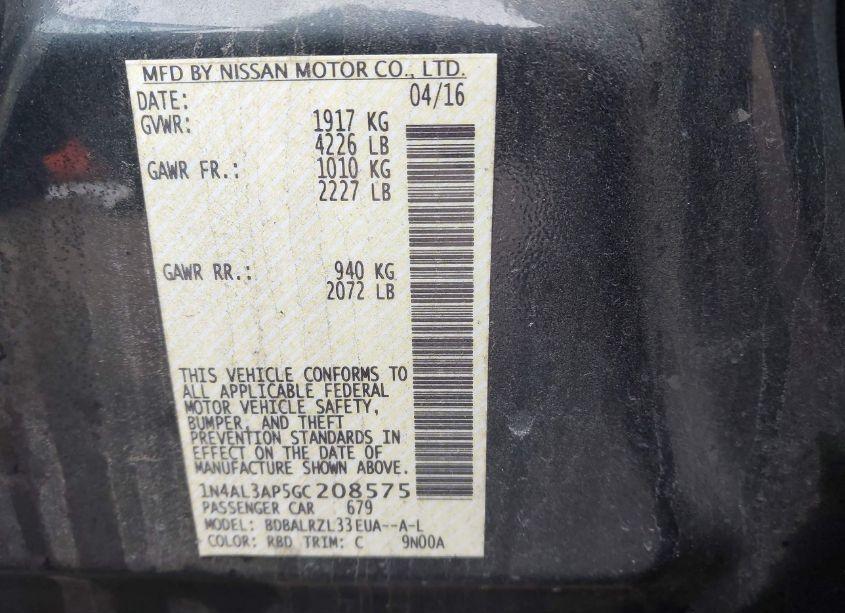 MFD BY NISSAN MOTOR CO., LTD.
DATE: 04/16
GVWR: 1917 KG
4226 LB
GAWR FR.: 1010 KG
2227 LB
GAWR RR.: 940 KG
2072 LB
THIS VEHICLE CONFORMS TO
ALL APPLICABLE FEDERAL
MOTOR VEHICLE SAFETY,
BUMPER, AND THEFT
PREVENTION STANDARDS IN
EFFECT ON THE DATE OF
MANUFACTURE SHOWN ABOVE.
1N4AL3AP5GC208575
PASSENGER CAR 679
MODEL: BDBALRZL33EUA--A-L
COLOR: RBD TRIM: C 9N00A